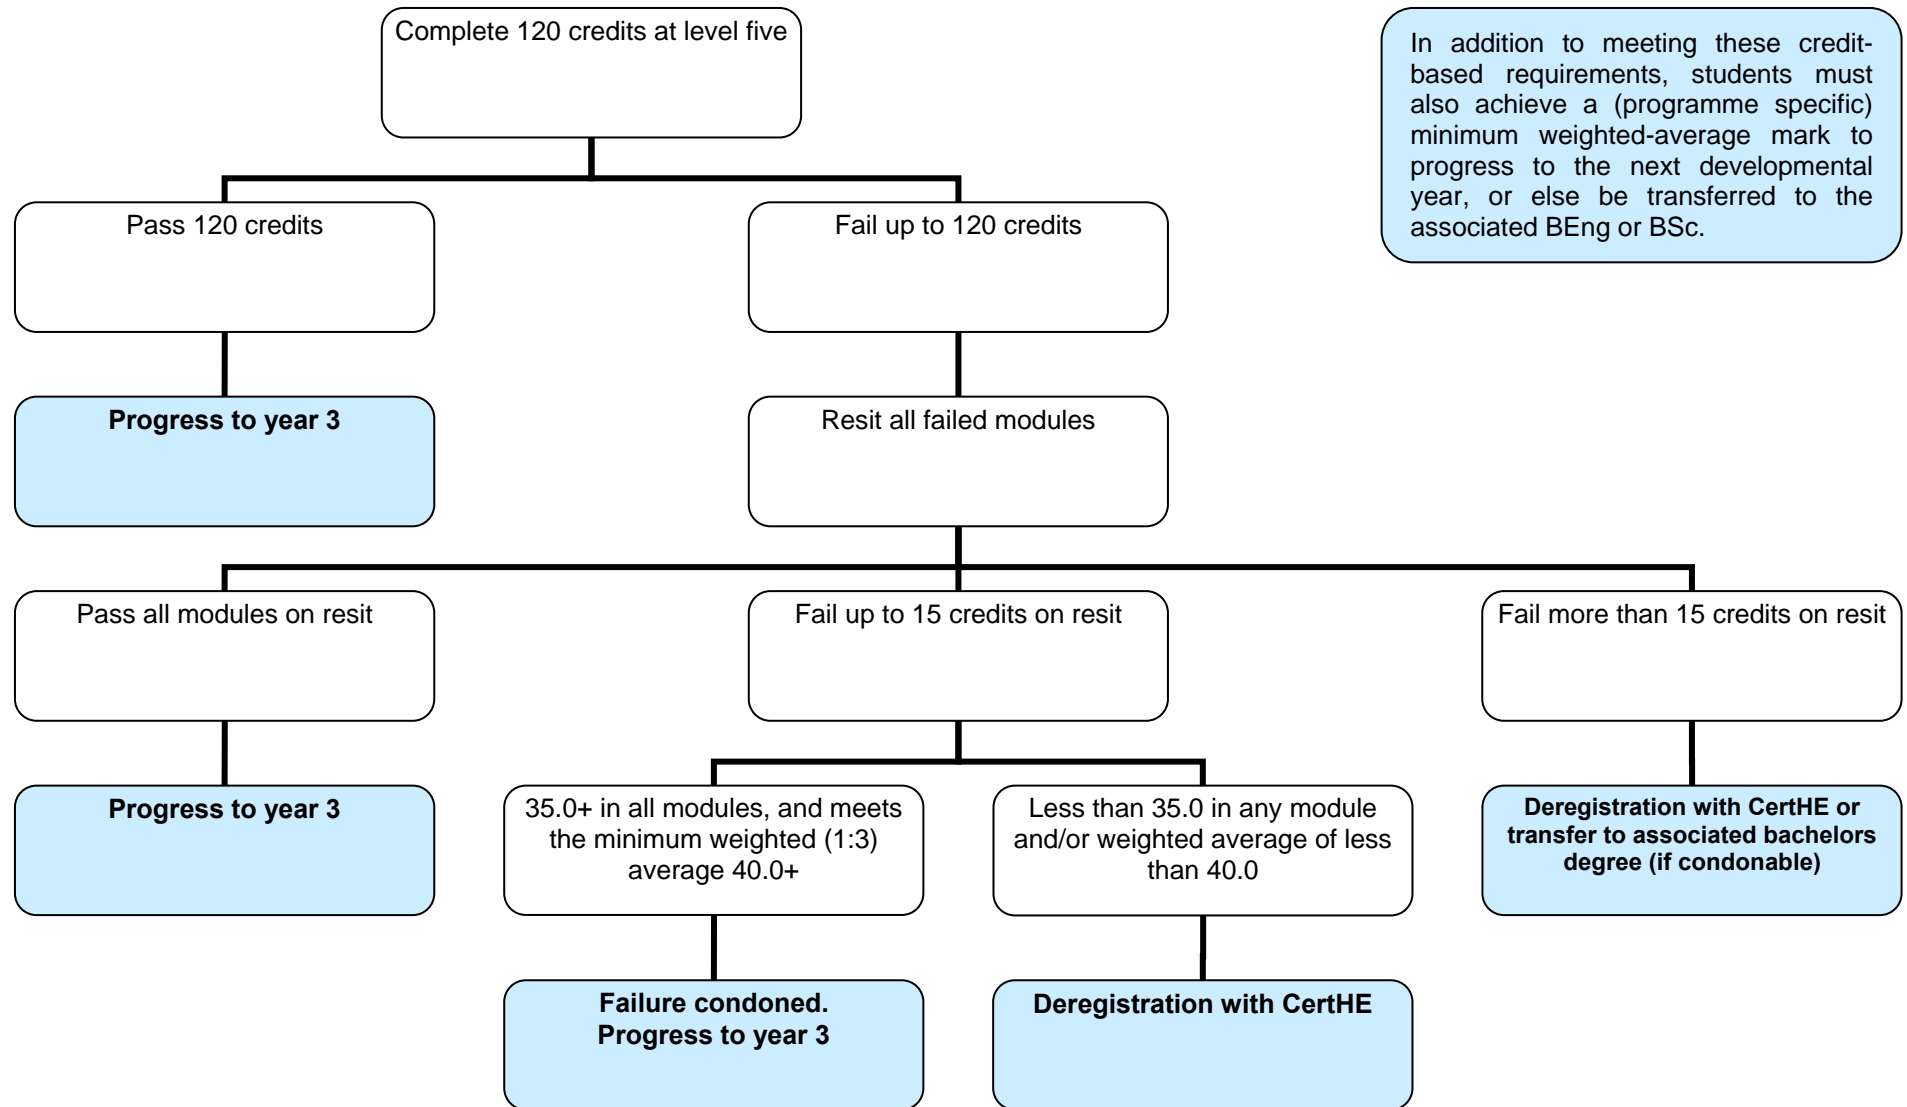 Complete 120 credits at level five
In addition to meeting these credit-
based requirements, students must
also achieve a (programme specific)
minimum weighted-average mark to
progress to the next developmental
year, or else be transferred to the
associated BEng or BSc.
Pass 120 credits
Fail up to 120 credits
Progress to year 3
Resit all failed modules
Pass all modules on resit
Fail up to 15 credits on resit
Fail more than 15 credits on resit
Progress to year 3
35.0+ in all modules, and meets
the minimum weighted (1:3)
average 40.0+
Less than 35.0 in any module
and/or weighted average of less
than 40.0
Deregistration with CertHE or
transfer to associated bachelors
degree (if condonable)
Failure condoned.
Progress to year 3
Deregistration with CertHE